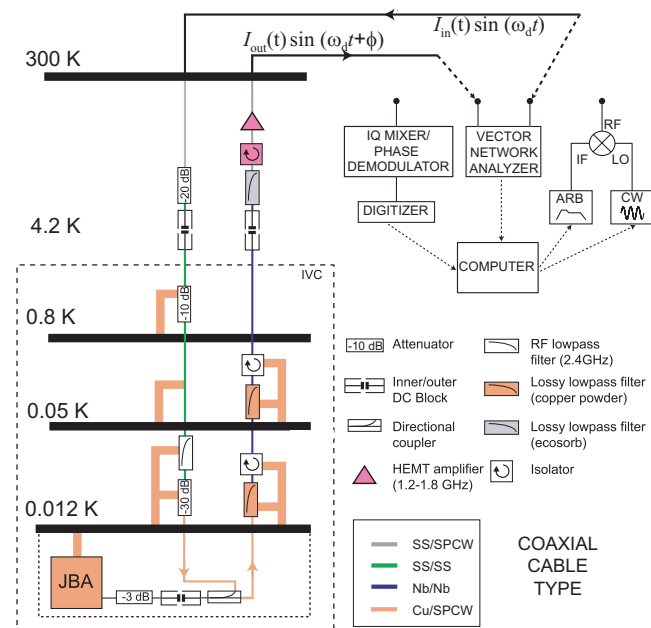 I_in(t) sin (ω_d t)
I_out(t) sin (ω_d t+ϕ)
300 K
RF
IQ MIXER/
PHASE
DEMODULATOR
VECTOR
NETWORK
ANALYZER
IF
LO
-20 dB
ARB
CW
DIGITIZER
4.2 K
COMPUTER
IVC
-10 dB
0.8 K
-10 dB
Attenuator
RF lowpass
filter (2.4GHz)
Inner/outer
DC Block
Lossy lowpass filter
(copper powder)
0.05 K
Directional
coupler
Lossy lowpass filter
(ecosorb)
HEMT amplifier
(1.2-1.8 GHz)
Isolator
-30 dB
0.012 K
SS/SPCW
SS/SS
Nb/Nb
Cu/SPCW
COAXIAL
CABLE
TYPE
JBA
-3 dB